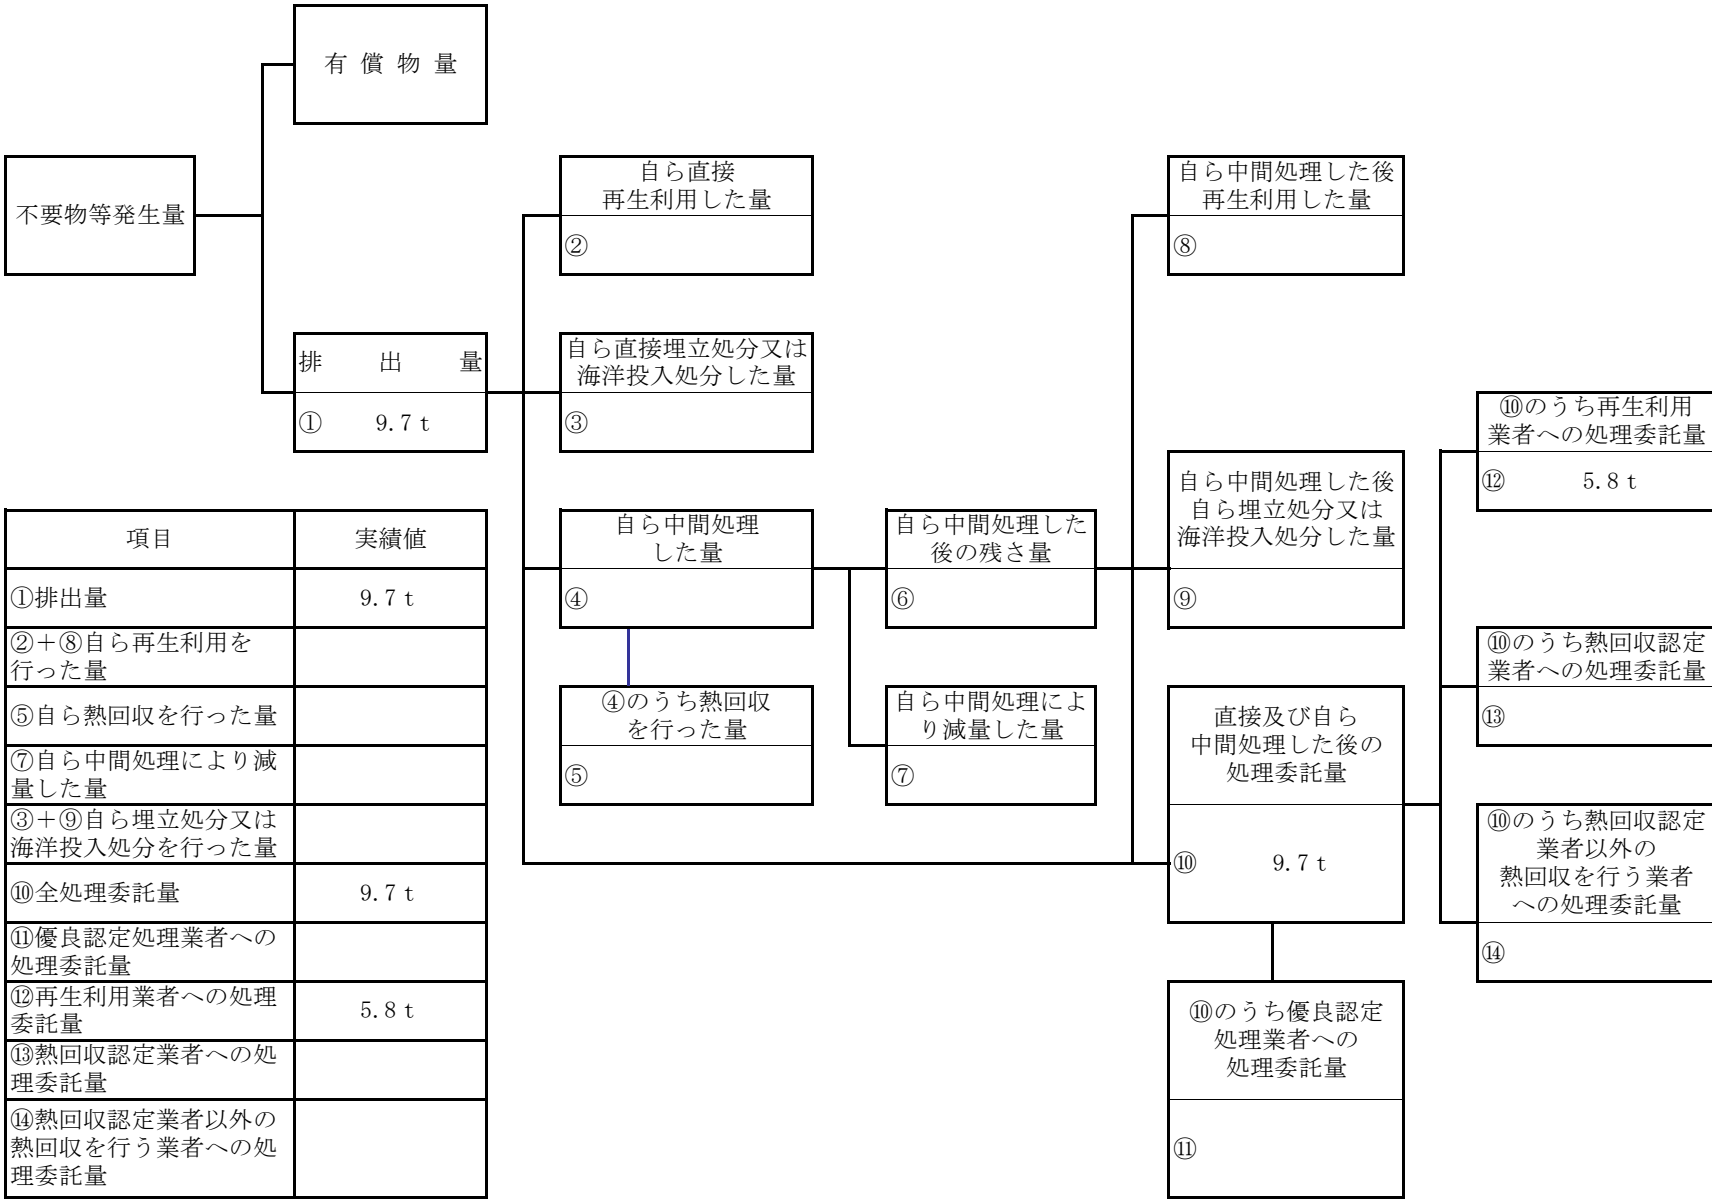 有償物量
不要物等発生量
自ら直接
再生利用した量
②
自ら中間処理した後
再生利用した量
⑧
排出量
① 9.7 t
自ら直接埋立処分又は
海洋投入処分した量
③
⑩のうち再生利用
業者への処理委託量
⑫ 5.8 t
自ら中間処理した後
自ら埋立処分又は
海洋投入処分した量
⑨
自ら中間処理
した量
④
自ら中間処理した
後の残さ量
⑥
⑩のうち熱回収認定
業者への処理委託量
⑬
④のうち熱回収
を行った量
⑤
自ら中間処理によ
り減量した量
⑦
直接及び自ら
中間処理した後の
処理委託量
⑩ 9.7 t
⑩のうち熱回収認定
業者以外の
熱回収を行う業者
への処理委託量
⑭
⑩のうち優良認定
処理業者への
処理委託量
⑪
項目 実績値
①排出量 9.7 t
②+⑧自ら再生利用を
行った量
⑤自ら熱回収を行った量
⑦自ら中間処理により減
量した量
③+⑨自ら埋立処分又は
海洋投入処分を行った量
⑩全処理委託量 9.7 t
⑪優良認定処理業者への
処理委託量
⑫再生利用業者への処理
委託量 5.8 t
⑬熱回収認定業者への処
理委託量
⑭熱回収認定業者以外の
熱回収を行う業者への処
理委託量